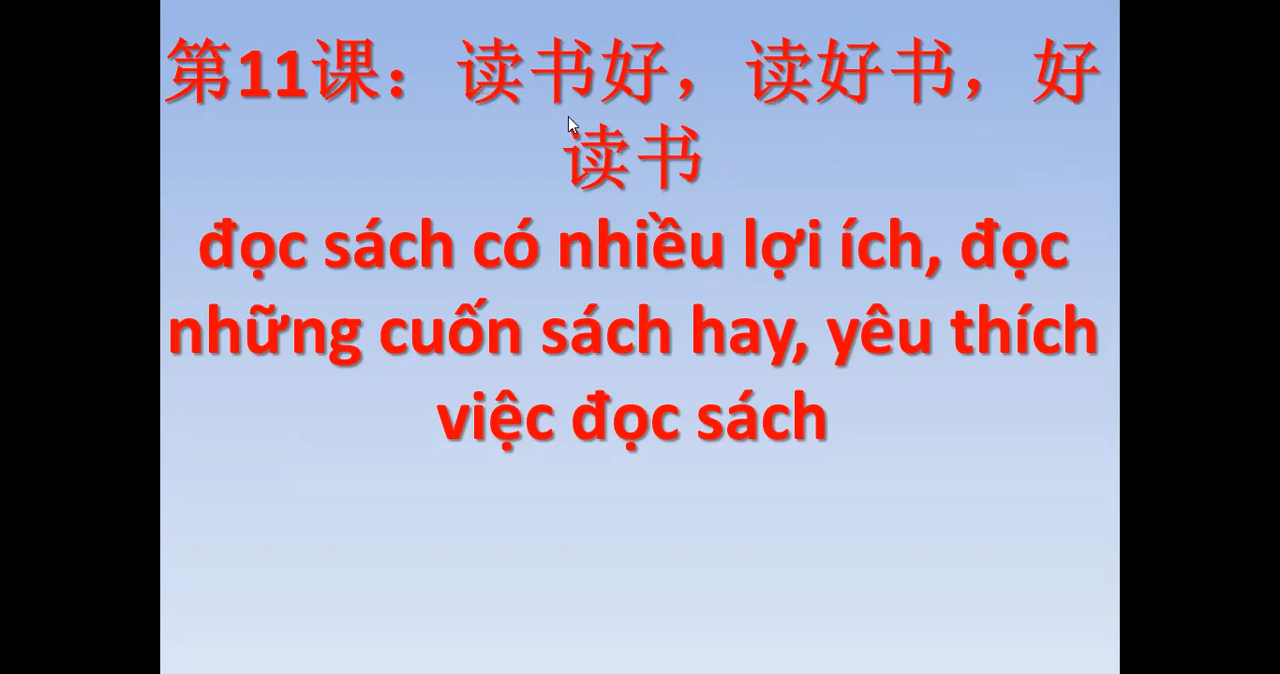 第11课：读书好，读好书，好
读书
đọc sách có nhiều lợi ích, đọc
những cuốn sách hay, yêu thích
việc đọc sách